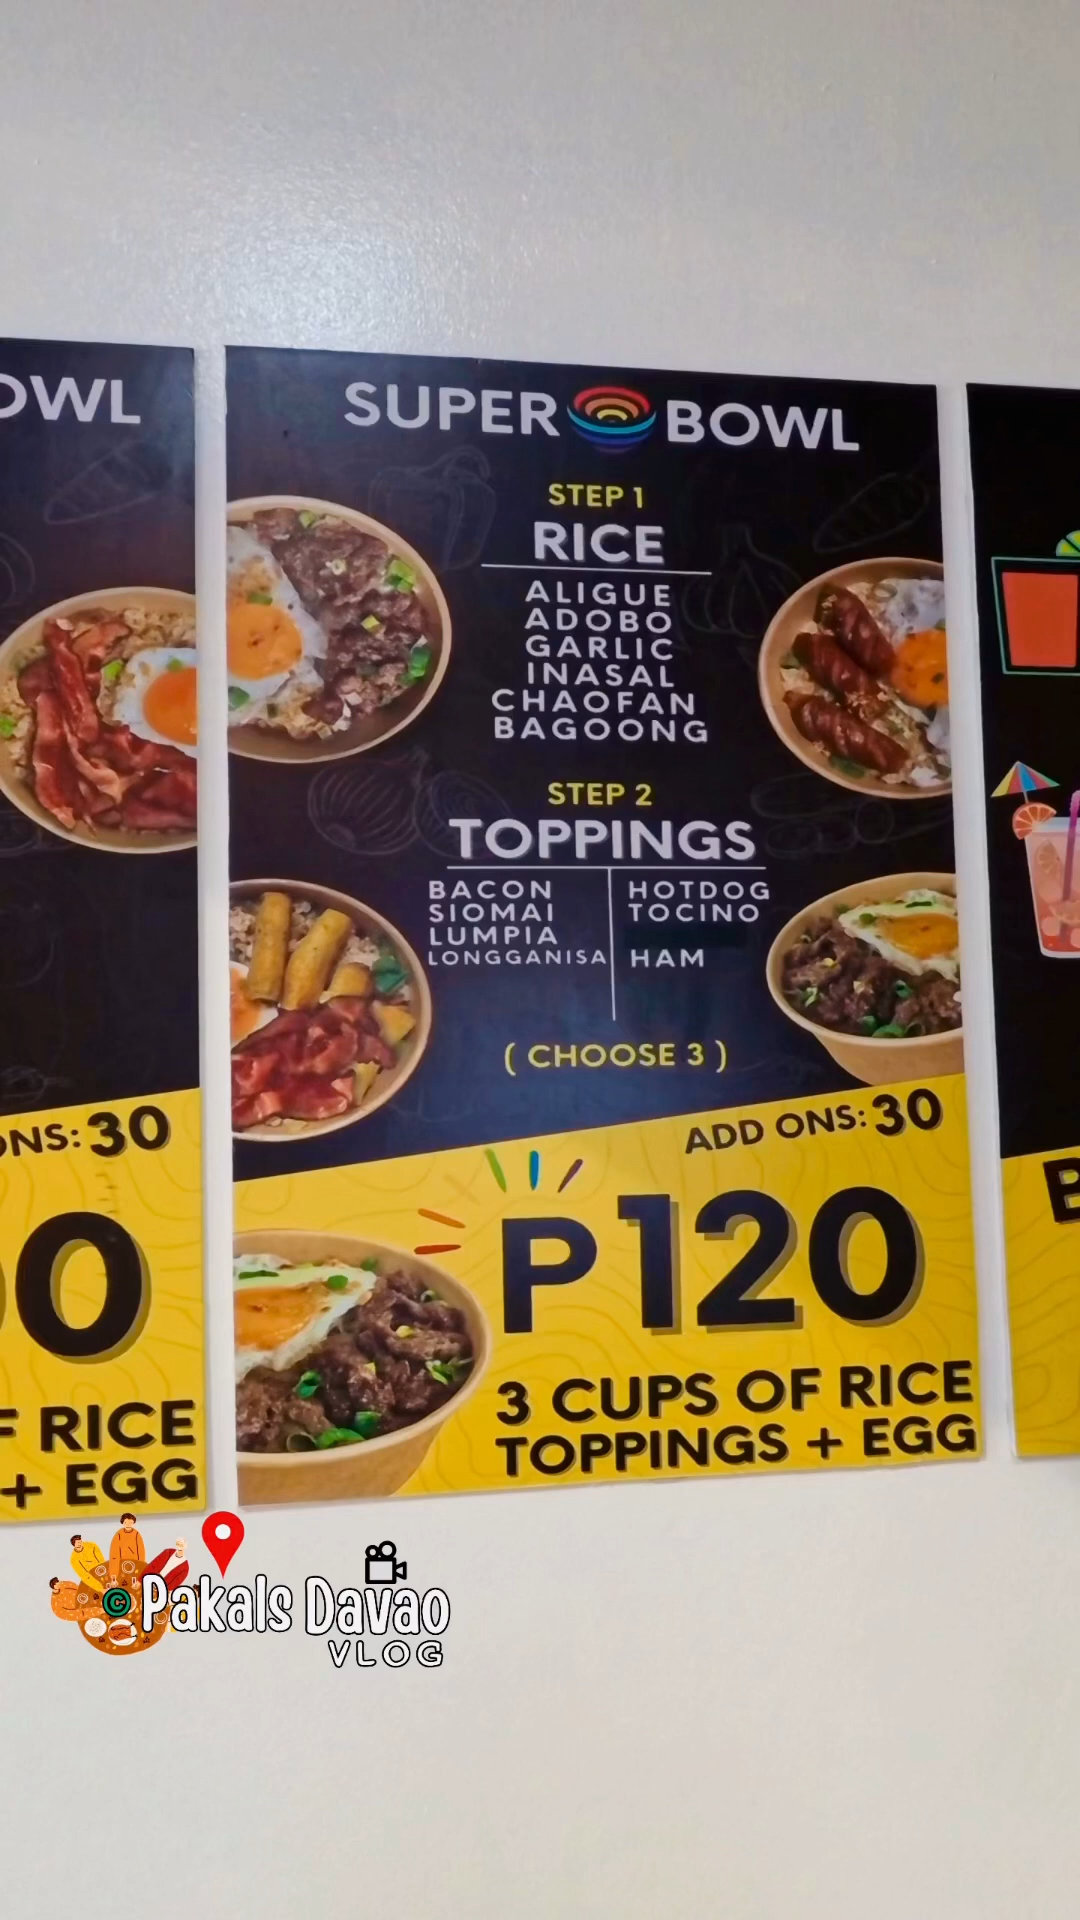 OWL
ONS: 30
0
F RICE
+ EGG
SUPER BOWL
STEP 1
RICE
ALIGUE
ADOBO
GARLIC
INASAL
CHAOFAN
BAGOONG
STEP 2
TOPPINGS
BACON
SIOMAI
LUMPIA
LONGGANISA
HOTDOG
TOCINO
HAM
( CHOOSE 3 )
ADD ONS: 30
P120
3 CUPS OF RICE
TOPPINGS + EGG
B
© Pakals Davao
VLOG